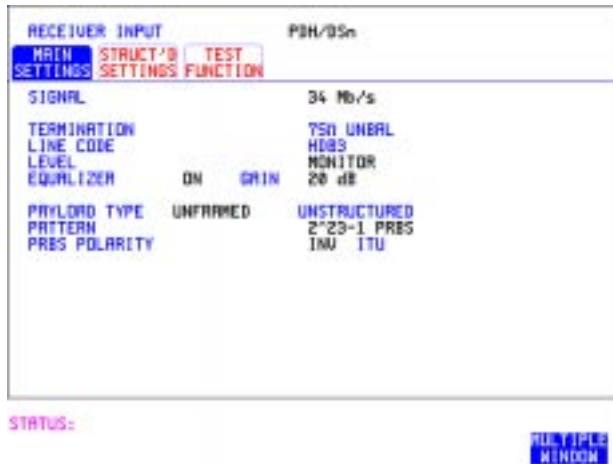 RECEIVER INPUT PDH/DSn
MAIN SETTINGS STRUCT'D SETTINGS TEST FUNCTION
SIGNAL 34 Mb/s
TERMINATION 75Ω UNBAL
LINE CODE HDB3
LEVEL MONITOR
EQUALIZER ON GAIN 20 dB
PAYLOAD TYPE UNFRAMED UNSTRUCTURED
PATTERN 2^23-1 PRBS
PRBS POLARITY INV ITU
STATUS:
MULTIPLE
WINDOW